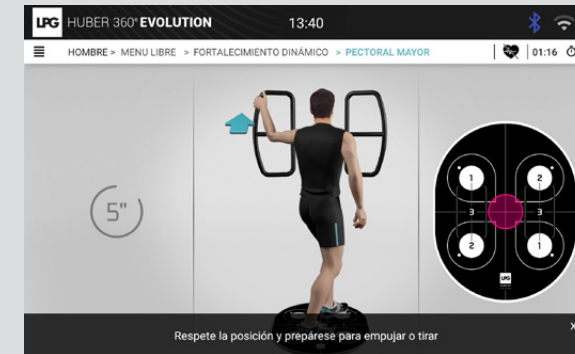 LPG HUBER 360° EVOLUTION 13:40
HOMBRE > MENU LIBRE > FORTALECIMIENTO DINÁMICO > PECTORAL MAYOR 01:16
5"
1 2
3 3
2 1
LPG
Respete la posición y prepárese para empujar o tirar
x